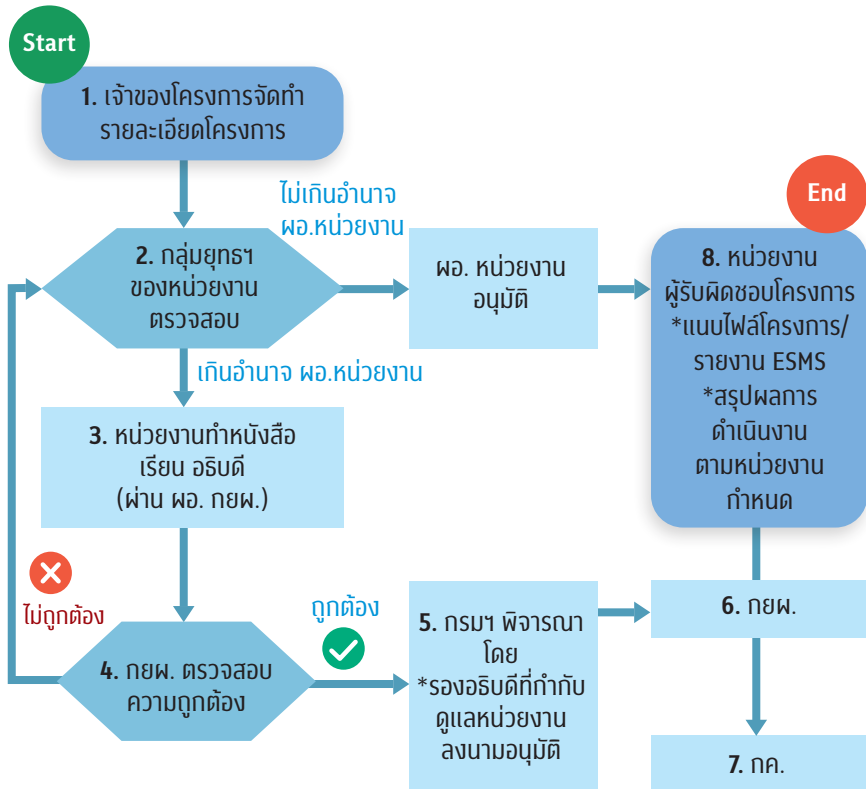 Start
1. เจ้าของโครงการจัดทำ
รายละเอียดโครงการ
ไม่เกินอำนาจ
ผอ.หน่วยงาน
2. กลุ่มยุทธฯ
ของหน่วยงาน
ตรวจสอบ
ผอ. หน่วยงาน
อนุมัติ
End
8. หน่วยงาน
ผู้รับผิดชอบโครงการ
*แนบไฟล์โครงการ/
รายงาน ESMS
*สรุปผลการ
ดำเนินงาน
ตามหน่วยงาน
กำหนด
เกินอำนาจ ผอ.หน่วยงาน
3. หน่วยงานทำหนังสือ
เรียน อธิบดี
(ผ่าน ผอ. กยผ.)
ไม่ถูกต้อง
4. กยผ. ตรวจสอบ
ความถูกต้อง
ถูกต้อง
5. กรมฯ พิจารณา
โดย
*รองอธิบดีที่กำกับ
ดูแลหน่วยงาน
ลงนามอนุมัติ
6. กยผ.
7. กค.